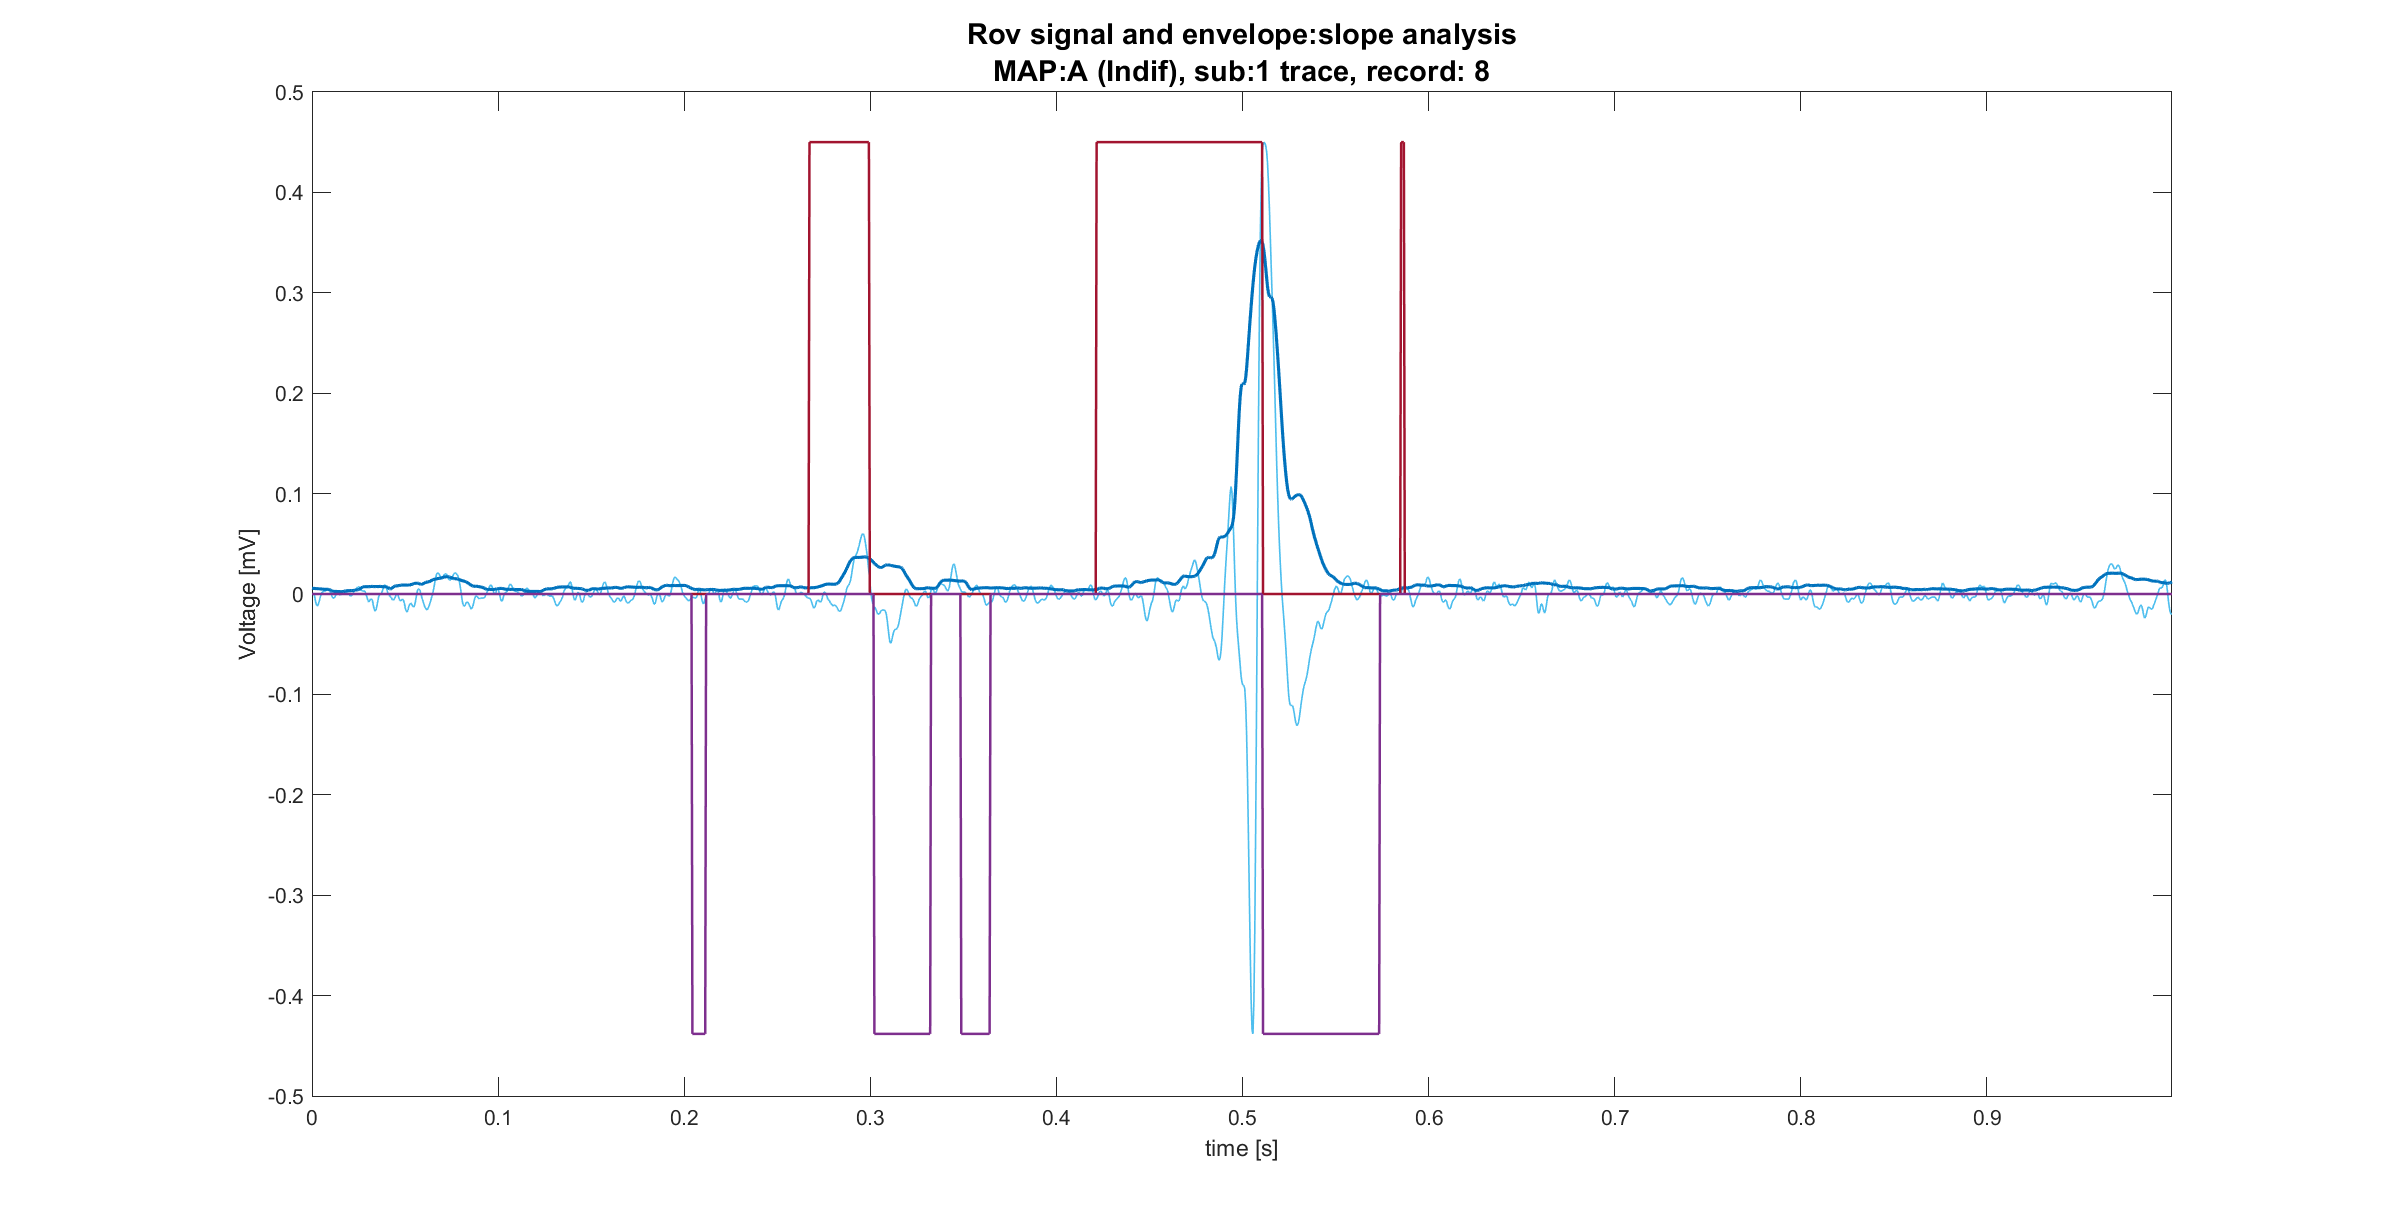 Rov signal and envelope:slope analysis
MAP:A (Indif), sub:1 trace, record: 8
0.5
0.4
0.3
0.2
0.1
0
-0.1
-0.2
-0.3
-0.4
-0.5
Voltage [mV]
0 0.1 0.2 0.3 0.4 0.5 0.6 0.7 0.8 0.9
time [s]